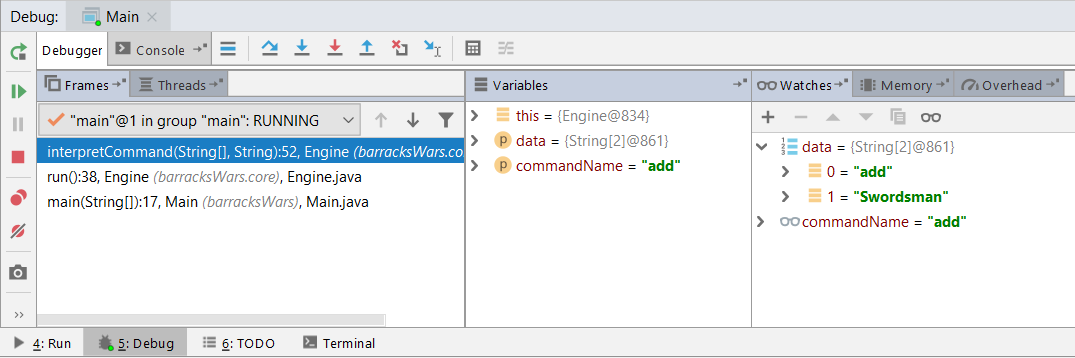 Debug: Main
Debugger Console
Frames Threads Variables Watches Memory Overhead
"main"@1 in group "main": RUNNING
interpretCommand(String[], String):52, Engine (barracksWars.co
run():38, Engine (barracksWars.core), Engine.java
main(String[]):17, Main (barracksWars), Main.java
this = {Engine@834}
data = {String[2]@861}
commandName = "add"
data = {String[2]@861}
0 = "add"
1 = "Swordsman"
commandName = "add"
4: Run 5: Debug 6: TODO Terminal